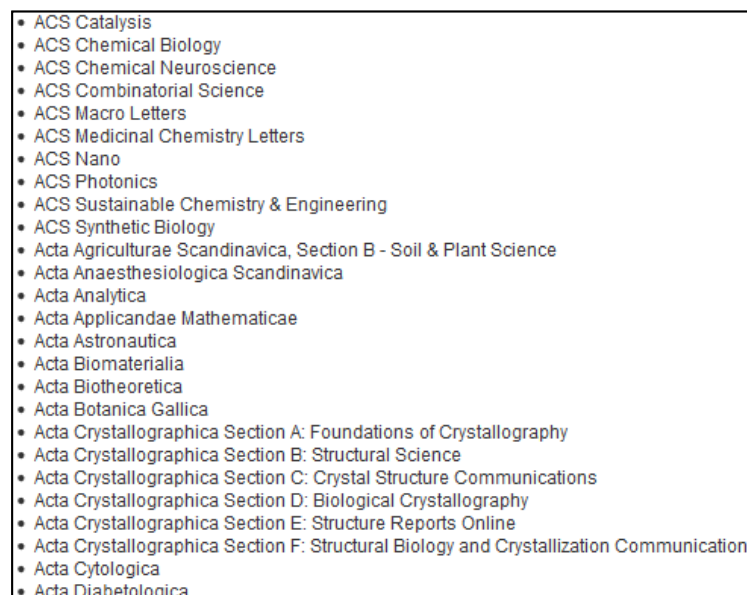 • ACS Catalysis
• ACS Chemical Biology
• ACS Chemical Neuroscience
• ACS Combinatorial Science
• ACS Macro Letters
• ACS Medicinal Chemistry Letters
• ACS Nano
• ACS Photonics
• ACS Sustainable Chemistry & Engineering
• ACS Synthetic Biology
• Acta Agriculturae Scandinavica, Section B - Soil & Plant Science
• Acta Anaesthesiologica Scandinavica
• Acta Analytica
• Acta Applicandae Mathematicae
• Acta Astronautica
• Acta Biomaterialia
• Acta Biotheoretica
• Acta Botanica Gallica
• Acta Crystallographica Section A: Foundations of Crystallography
• Acta Crystallographica Section B: Structural Science
• Acta Crystallographica Section C: Crystal Structure Communications
• Acta Crystallographica Section D: Biological Crystallography
• Acta Crystallographica Section E: Structure Reports Online
• Acta Crystallographica Section F: Structural Biology and Crystallization Communication
• Acta Cytologica
• Acta Diabetologica